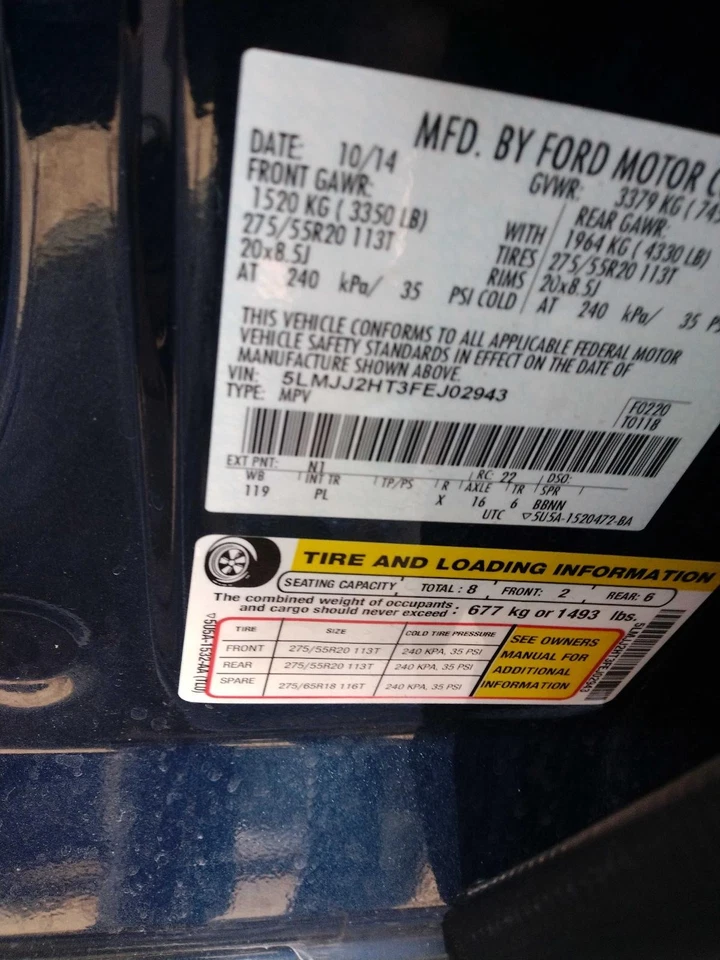 MFD. BY FORD MOTOR
DATE: 10/14 GVWR: 3379 KG
FRONT GAWR: REAR GAWR:
1520 KG ( 3350 LB) WITH 1964 KG ( 4330 LB)
275/55R20 113T TIRES 275/55R20 113T
20x8.5J RIMS 20x8.5J
AT 240 kPa/ 35 PSI COLD AT 240 kPa/ 35
THIS VEHICLE CONFORMS TO ALL APPLICABLE FEDERAL MOTOR
VEHICLE SAFETY STANDARDS IN EFFECT ON THE DATE OF
MANUFACTURE SHOWN ABOVE.
VIN: 5LMJJ2HT3FEJ02943
TYPE: MPV
F0220
T0118
EXT PNT: N1 RC: 22 DSO:
WB INT TR TP/PS R AXLE TR SPR
119 PL X 16 6 BBNN
UTC ▽5U5A-1520472-BA
TIRE AND LOADING INFORMATION
SEATING CAPACITY TOTAL : 8 FRONT: 2 REAR: 6
The combined weight of occupants
and cargo should never exceed : 677 kg or 1493 lbs.
TIRE SIZE COLD TIRE PRESSURE
FRONT 275/55R20 113T 240 KPA, 35 PSI
REAR 275/55R20 113T 240 KPA, 35 PSI
SPARE 275/65R18 116T 240 KPA, 35 PSI
SEE OWNERS
MANUAL FOR
ADDITIONAL
INFORMATION
5LMJJ2HT3FEJ02943